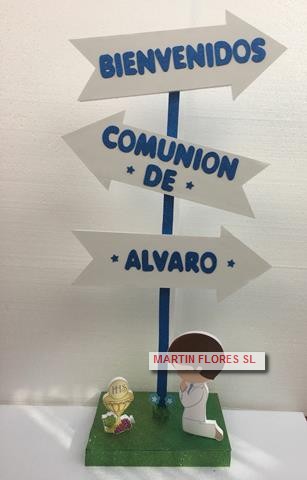 BIENVENIDOS
COMUNION
* DE *
* ALVARO *
MARTIN FLORES SL
IHS